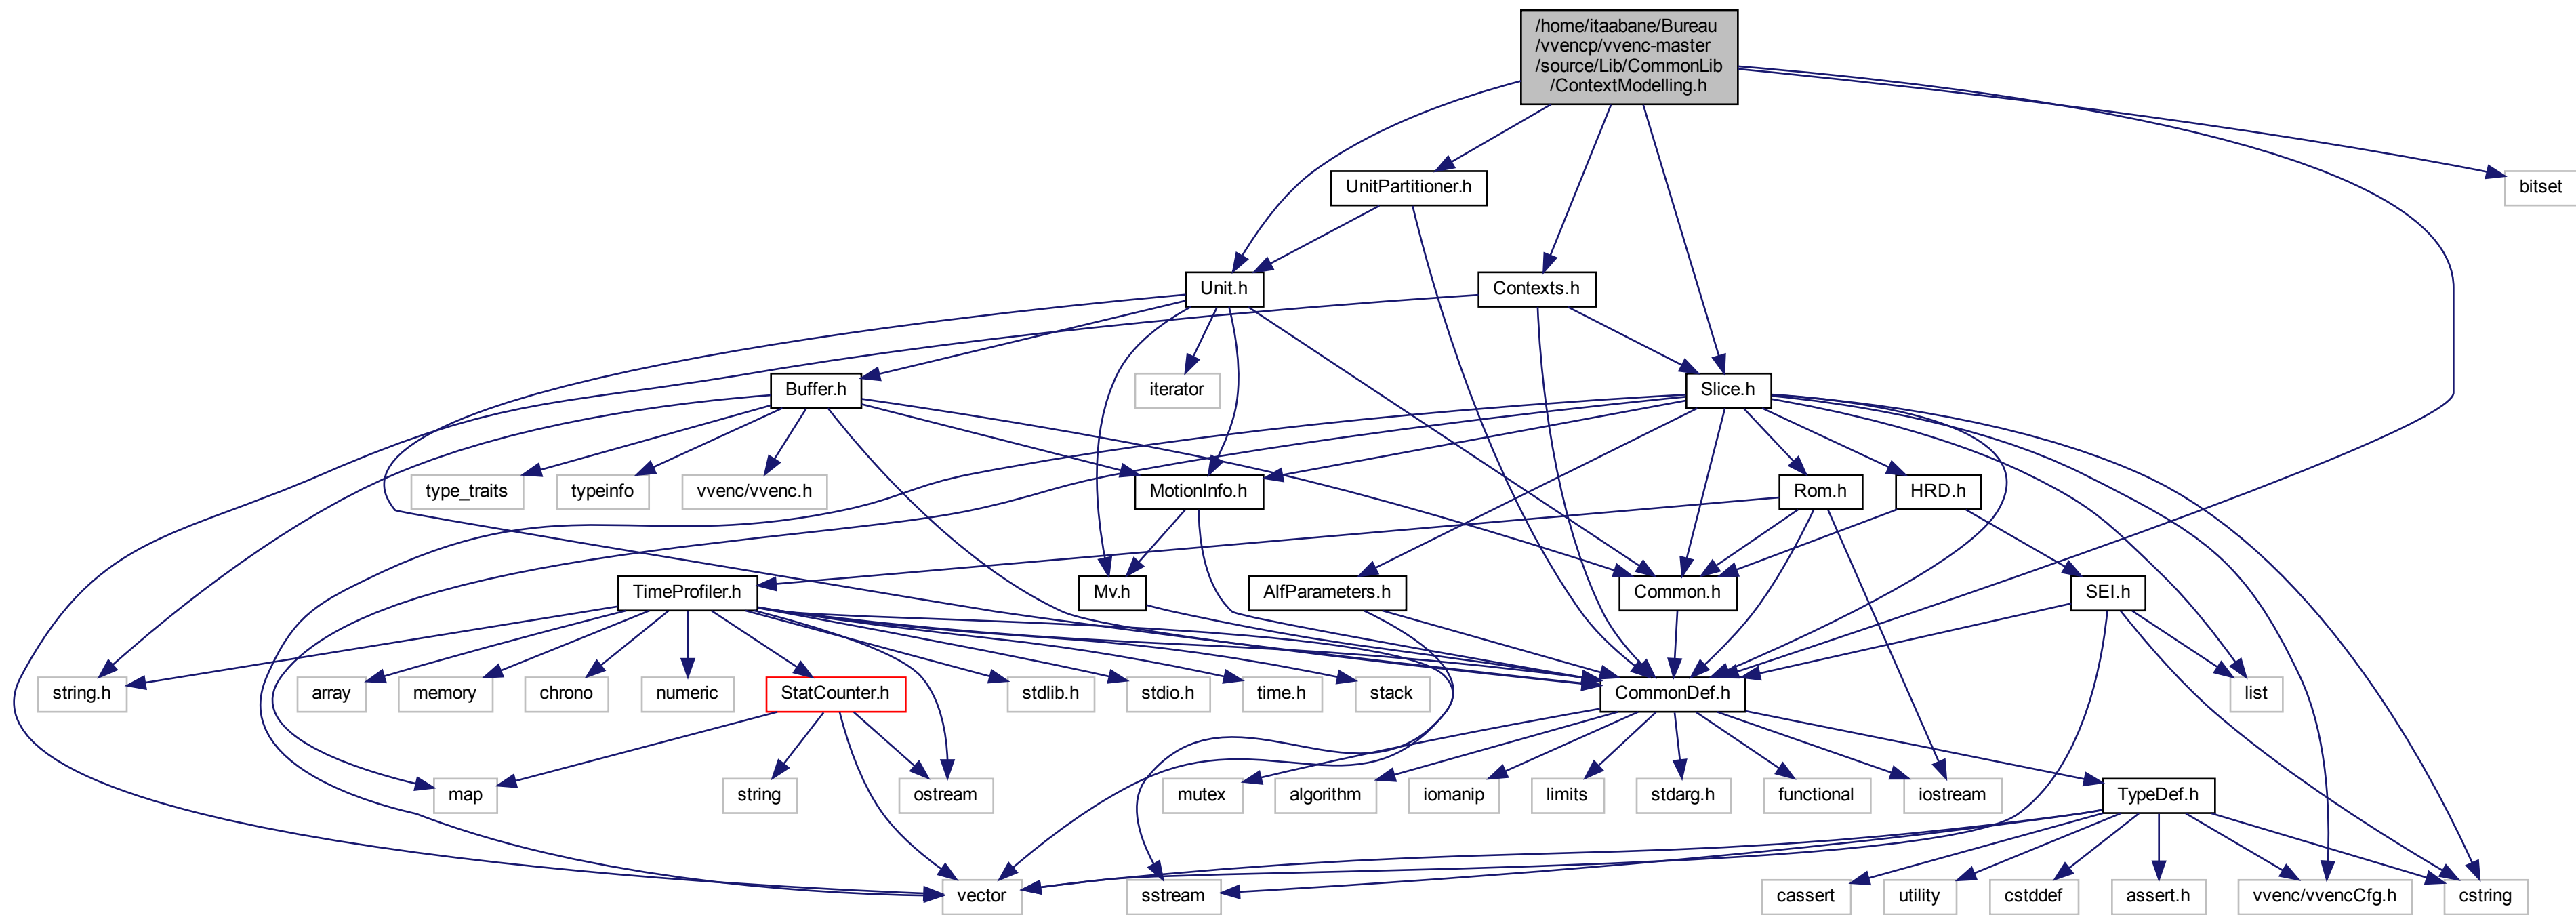 /home/itaabane/Bureau
/vvencp/vvenc-master
/source/Lib/CommonLib
/ContextModelling.h
UnitPartitioner.h
bitset
Unit.h
Contexts.h
Buffer.h
iterator
Slice.h
type_traits
typeinfo
vvenc/vvenc.h
MotionInfo.h
Rom.h
HRD.h
TimeProfiler.h
Mv.h
AlfParameters.h
Common.h
SEI.h
string.h
array
memory
chrono
numeric
StatCounter.h
stdlib.h
stdio.h
time.h
stack
CommonDef.h
list
map
string
ostream
mutex
algorithm
iomanip
limits
stdarg.h
functional
iostream
TypeDef.h
vector
sstream
cassert
utility
cstddef
assert.h
vvenc/vvencCfg.h
cstring